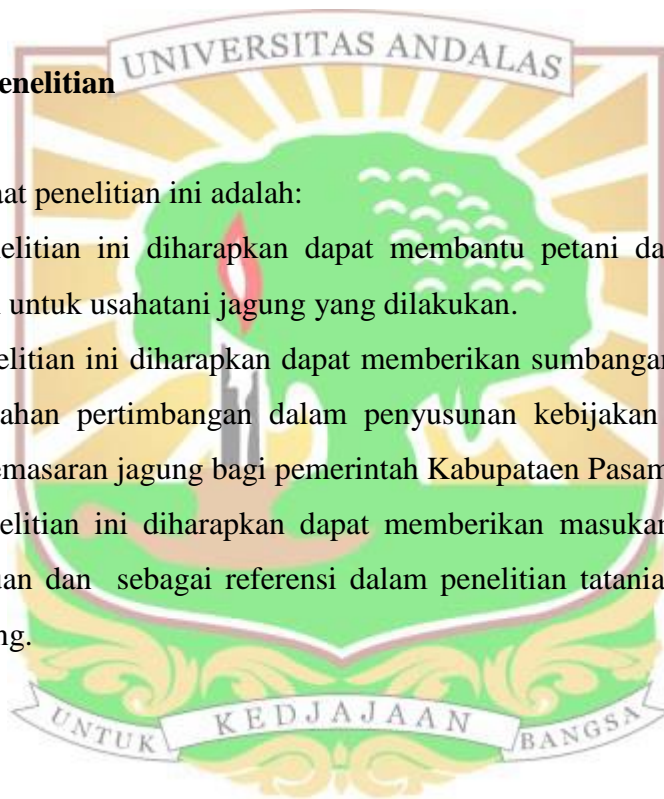 UNIVERSITAS ANDALAS
enelitian
aat penelitian ini adalah:
elitian ini diharapkan dapat membantu petani da
untuk usahatani jagung yang dilakukan.
elitian ini diharapkan dapat memberikan sumbangan
ahan pertimbangan dalam penyusunan kebijakan
emasaran jagung bagi pemerintah Kabupataen Pasam
elitian ini diharapkan dapat memberikan masukan
uan dan sebagai referensi dalam penelitian tatania
ng.
UNTUK KEDJAJAAN BANGSA